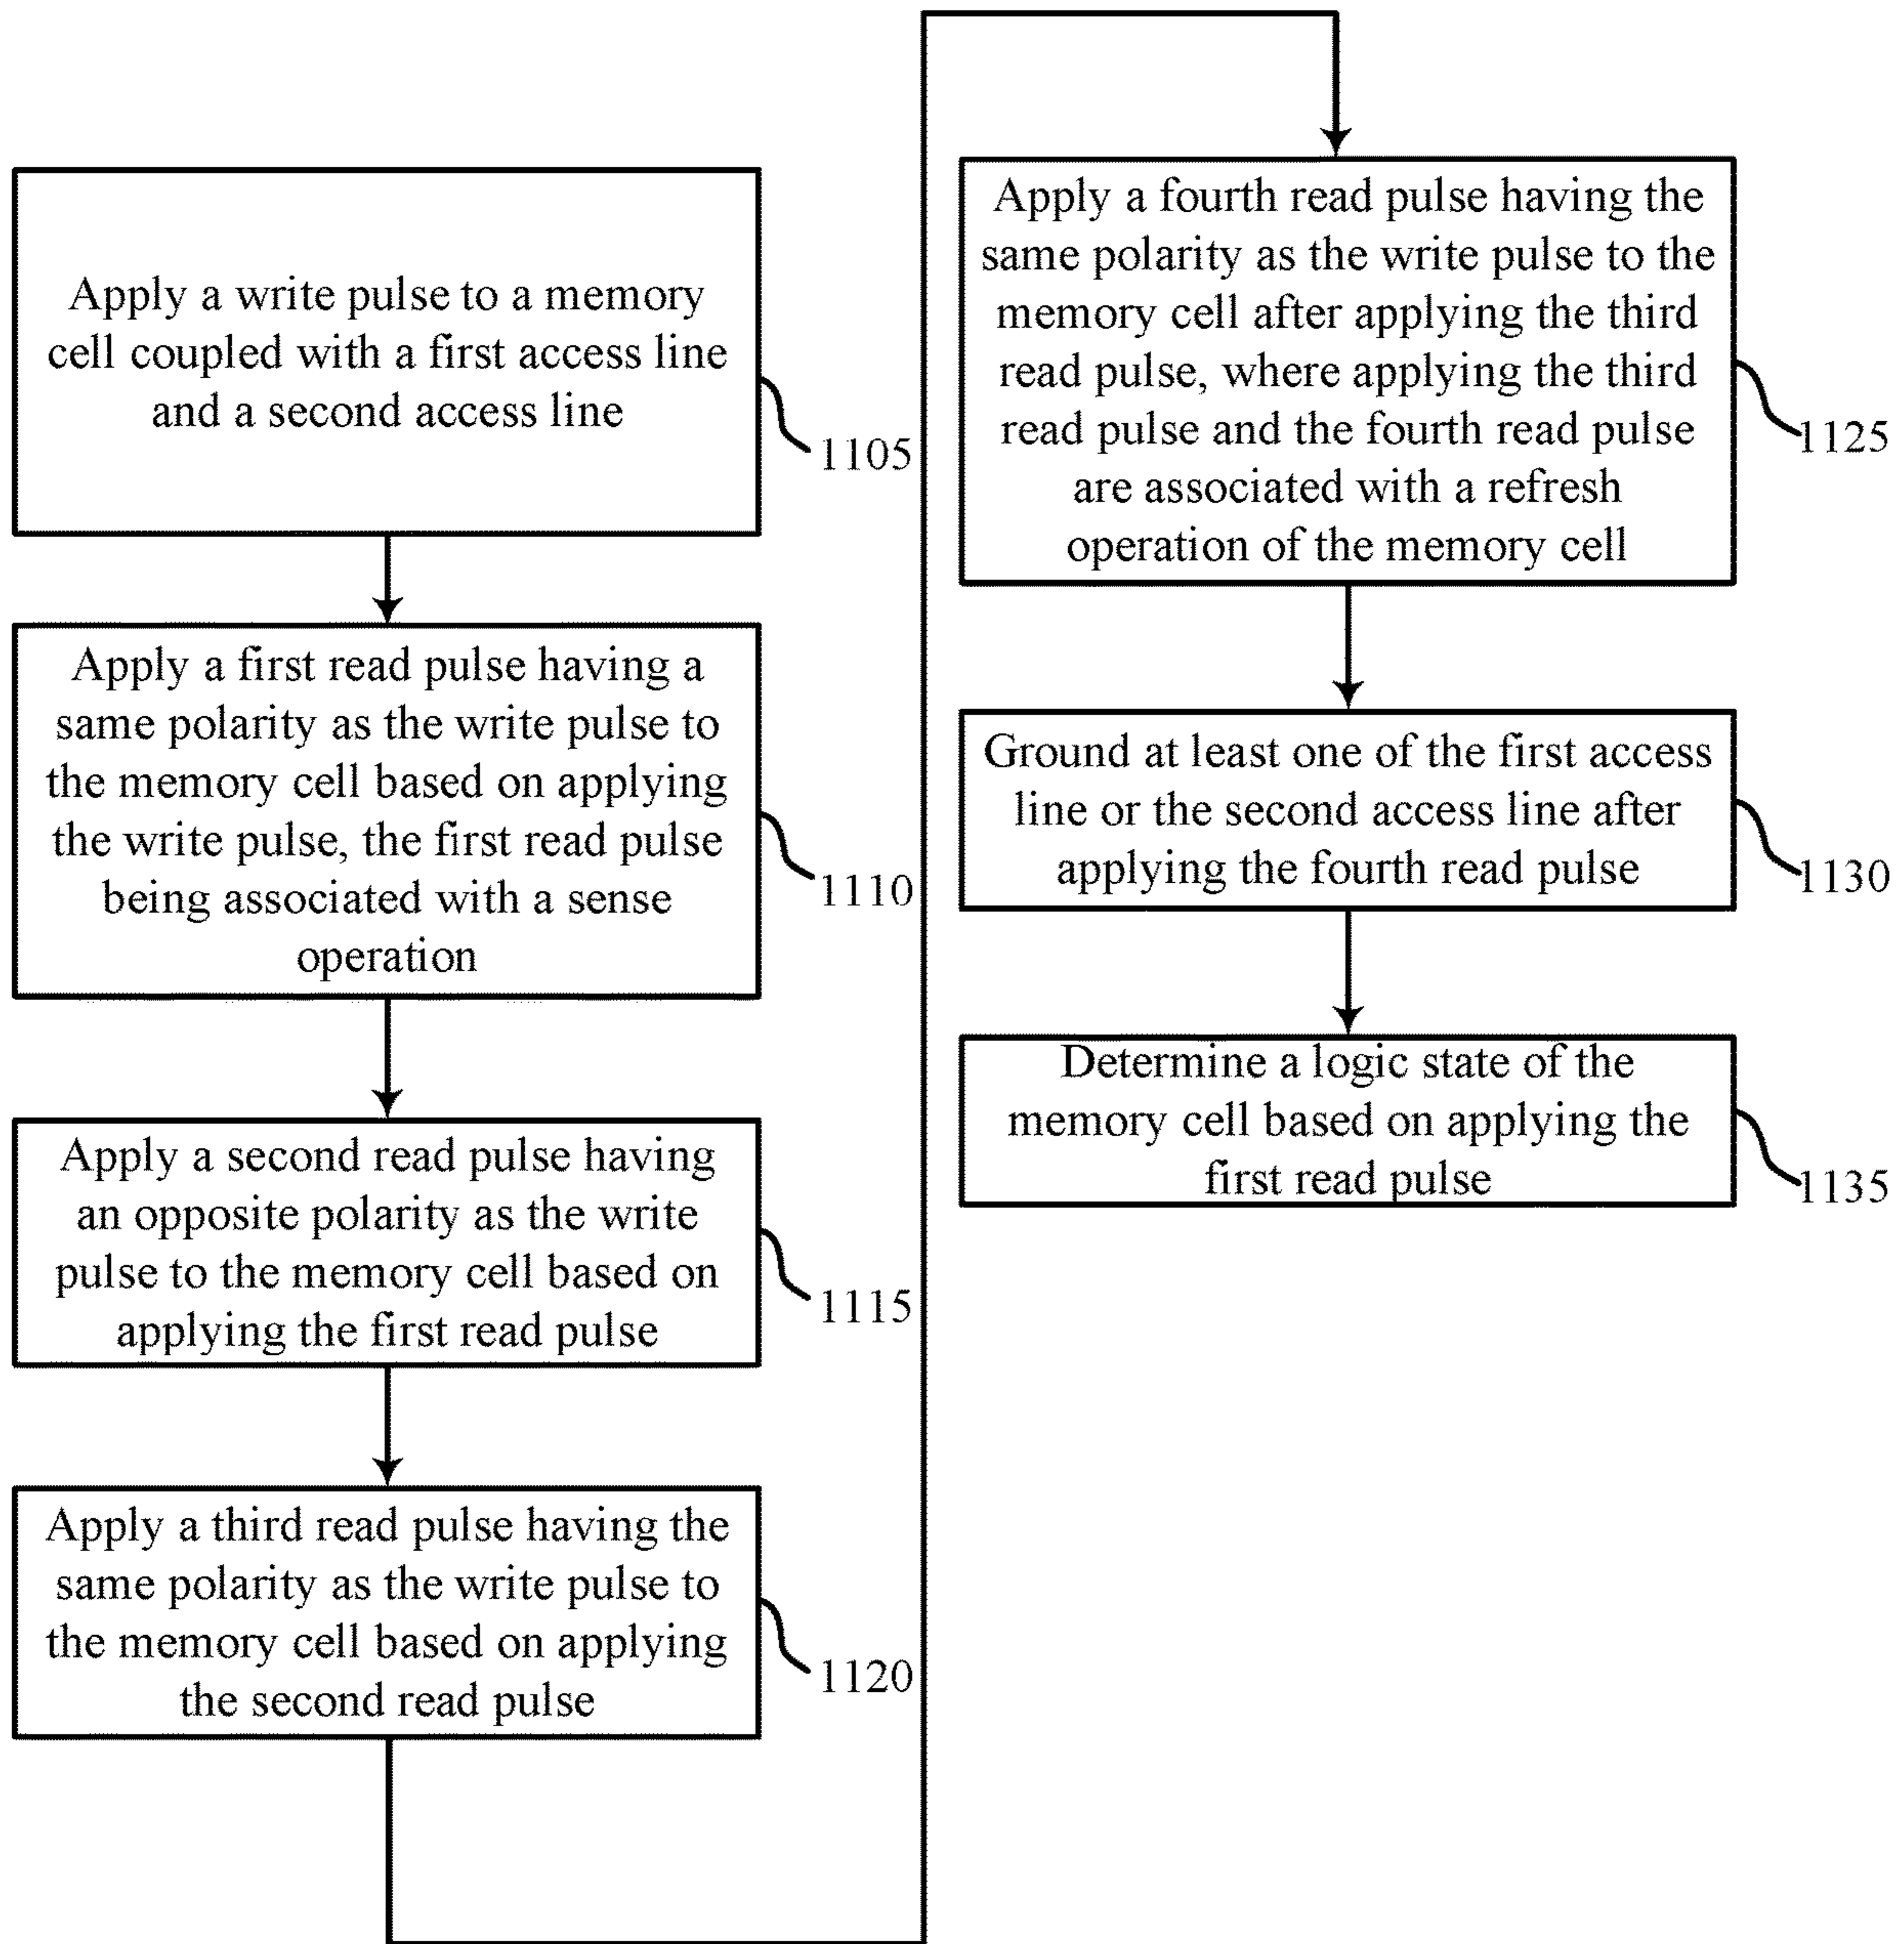 Apply a write pulse to a memory
cell coupled with a first access line
and a second access line
1105
Apply a first read pulse having a
same polarity as the write pulse to
the memory cell based on applying
the write pulse, the first read pulse
being associated with a sense
operation
1110
Apply a second read pulse having
an opposite polarity as the write
pulse to the memory cell based on
applying the first read pulse
1115
Apply a third read pulse having the
same polarity as the write pulse to
the memory cell based on applying
the second read pulse
1120
Apply a fourth read pulse having the
same polarity as the write pulse to the
memory cell after applying the third
read pulse, where applying the third
read pulse and the fourth read pulse
are associated with a refresh
operation of the memory cell
1125
Ground at least one of the first access
line or the second access line after
applying the fourth read pulse
1130
Determine a logic state of the
memory cell based on applying the
first read pulse
1135